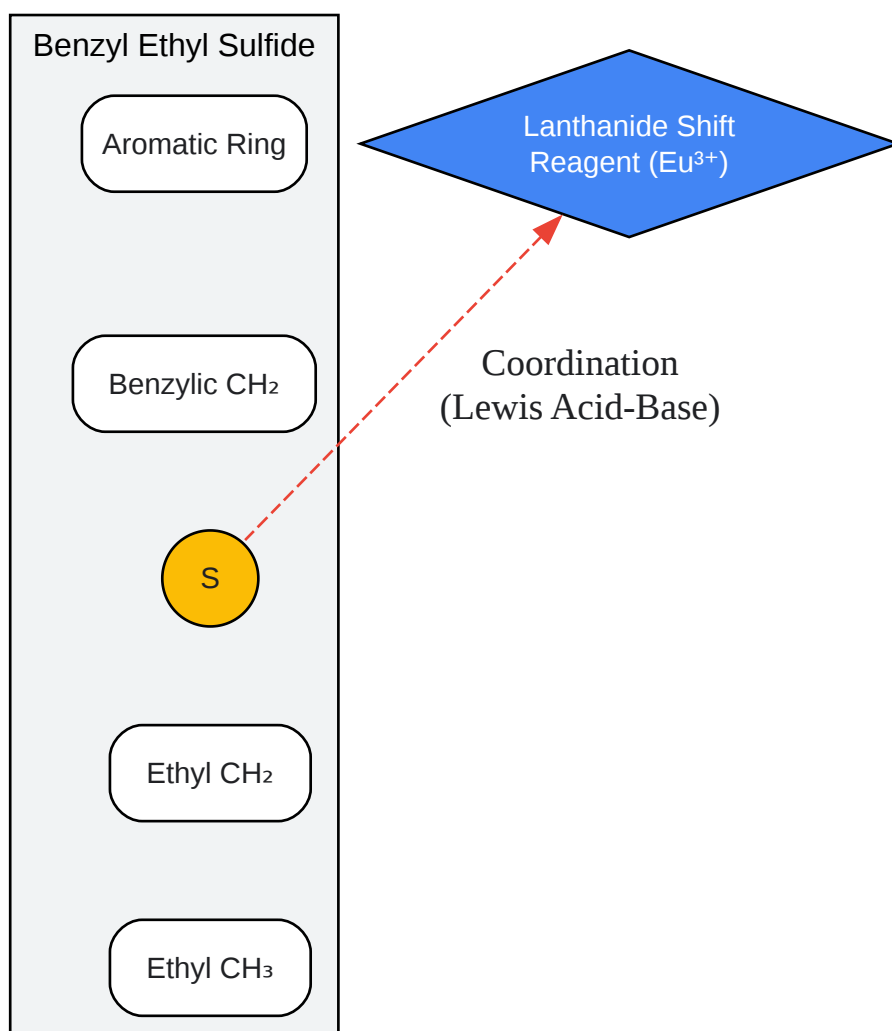 Benzyl Ethyl Sulfide
Aromatic Ring
Lanthanide Shift
Reagent (Eu³⁺)
Benzylic CH₂
Coordination
(Lewis Acid-Base)
S
Ethyl CH₂
Ethyl CH₃